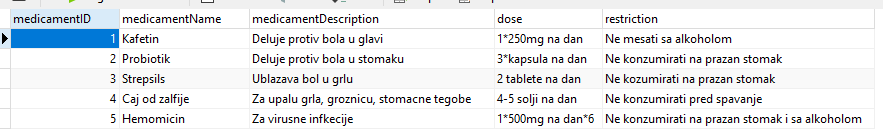 medicamentID medicamentName medicamentDescription dose restriction
1 Kafetin Deluje protiv bola u glavi 1*250mg na dan Ne mesati sa alkoholom
2 Probiotik Deluje protiv bola u stomaku 3*kapsula na dan Ne konzumirati na prazan stomak
3 Strepsils Ublazava bol u grlu 2 tablete na dan Ne kozumirati na prazan stomak
4 Caj od zalfije Za upalu grla, groznicu, stomacne tegobe 4-5 solji na dan Ne konzumirati pred spavanje
5 Hemomicin Za virusne infkecije 1*500mg na dan*6 Ne konzumirati na prazan stomak i sa alkoholom